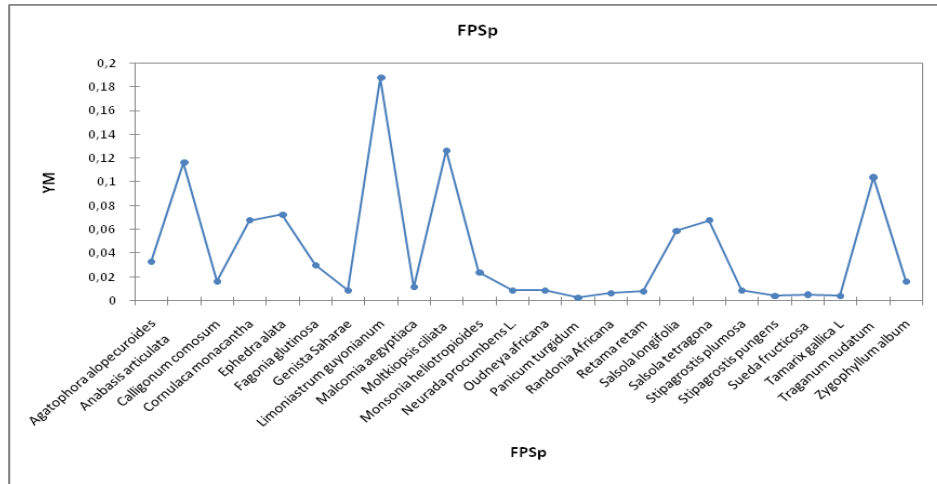 FPSp
0,2
0,18
0,16
0,14
0,12
0,1
0,08
0,06
0,04
0,02
0
YM
Agatophora alopecuroides
Anabasis articulata
Calligonum comosum
Cornulaca monacantha
Ephedra alata
Fagonia glutinosa
Genista Saharae
Limoniastrum guyonianum
Malcomia aegyptiaca
Moltkiopsis ciliata
Monsonia heliotropioides
Neurada procumbens L.
Oudneya africana
Panicum turgidum
Randonia Africana
Retama retam
Salsola longifolia
Salsola tetragona
Stipagrostis plumosa
Stipagrostis pungens
Sueda fructicosa
Tamarix gallica L
Traganum nudatum
Zygophyllum album
FPSp